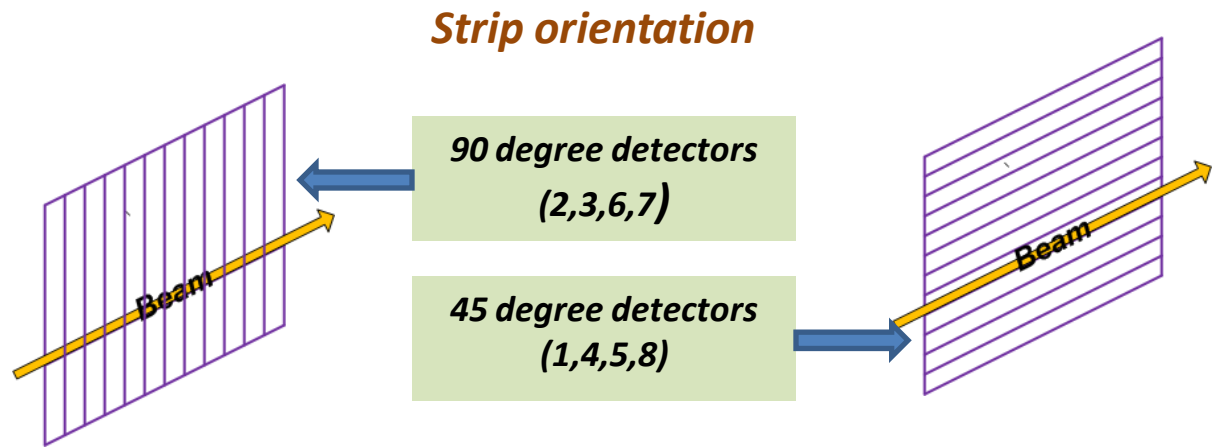 Strip orientation
90 degree detectors
(2,3,6,7)
Beam
45 degree detectors
(1,4,5,8)
Beam